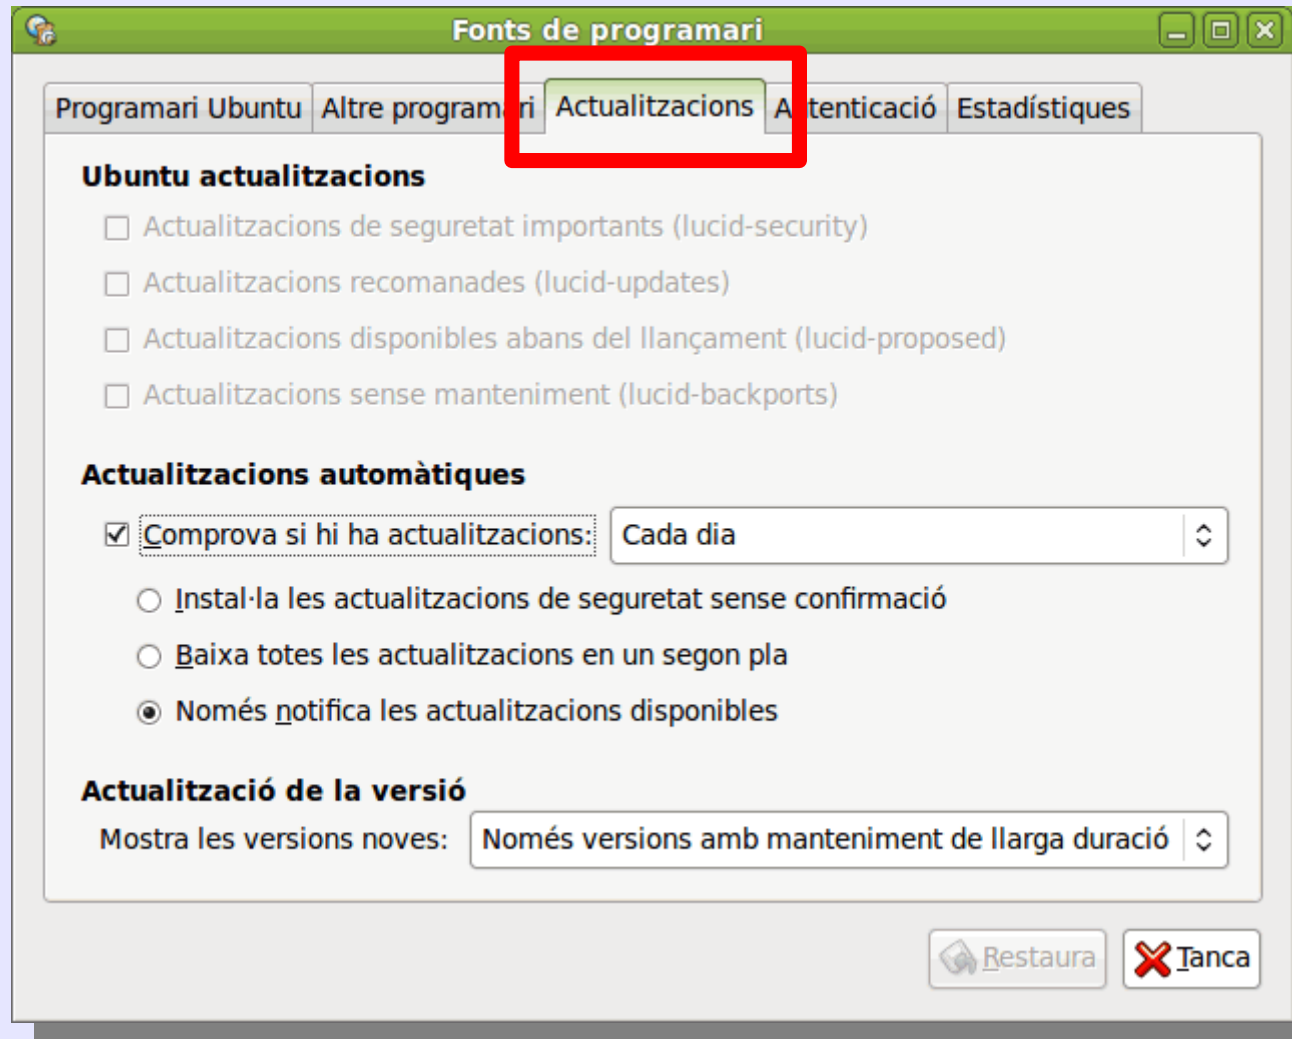 Fonts de programari
Programari Ubuntu Altre programari Actualitzacions Autenticació Estadístiques
Ubuntu actualitzacions
Actualitzacions de seguretat importants (lucid-security)
Actualitzacions recomanades (lucid-updates)
Actualitzacions disponibles abans del llançament (lucid-proposed)
Actualitzacions sense manteniment (lucid-backports)
Actualitzacions automàtiques
Comprova si hi ha actualitzacions: Cada dia
Instal·la les actualitzacions de seguretat sense confirmació
Baixa totes les actualitzacions en un segon pla
Només notifica les actualitzacions disponibles
Actualització de la versió
Mostra les versions noves: Només versions amb manteniment de llarga duració
Restaura Tanca